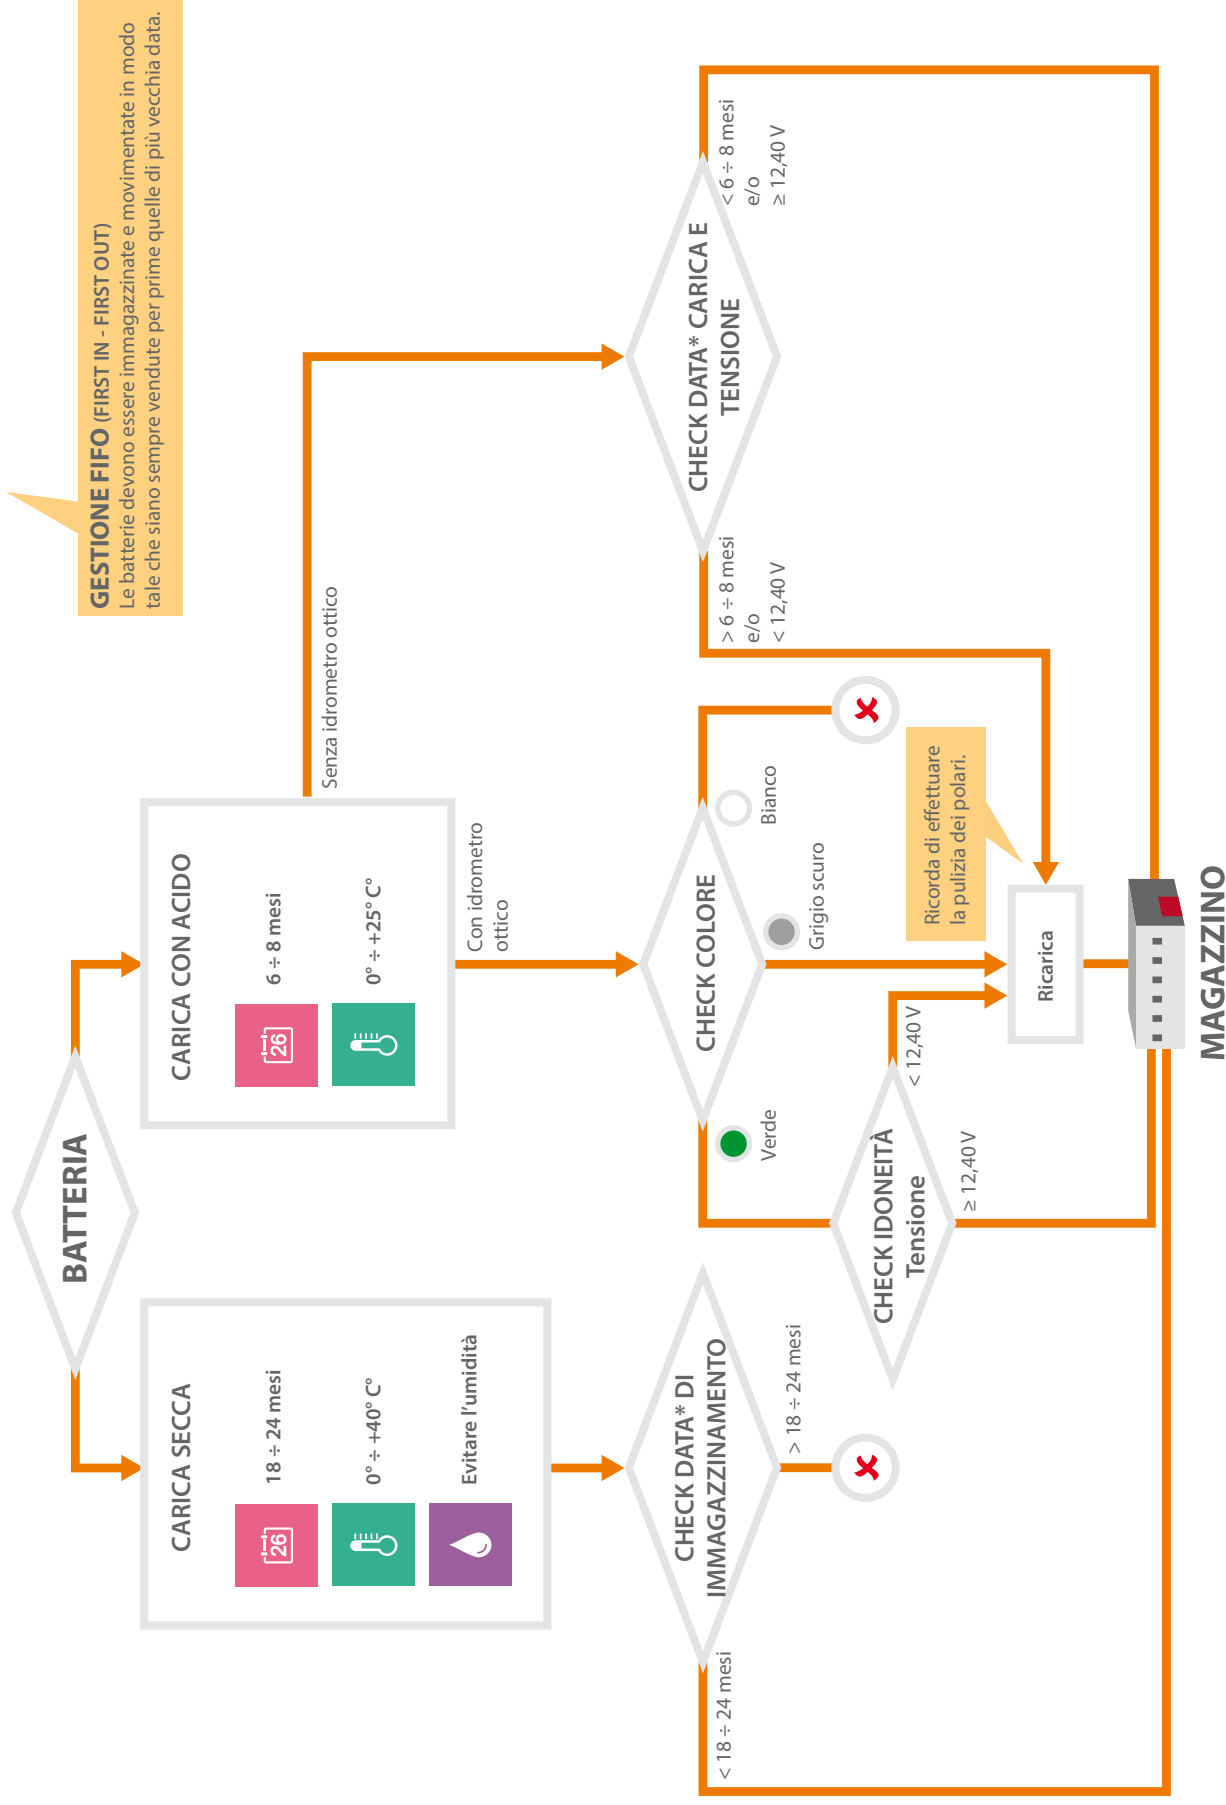 GESTIONE FIFO (FIRST IN - FIRST OUT)
Le batterie devono essere immagazzinate e movimentate in modo
tale che siano sempre vendute per prime quelle di più vecchia data.
BATTERIA
CARICA SECCA
26
18 ÷ 24 mesi
0° ÷ +40° C°
Evitare l’umidità
CARICA CON ACIDO
26
6 ÷ 8 mesi
0° ÷ +25° C°
Senza idrometro ottico
Con idrometro
ottico
CHECK DATA* DI
IMMAGAZZINAMENTO
< 18 ÷ 24 mesi
> 18 ÷ 24 mesi
CHECK COLORE
Verde
Grigio scuro
Bianco
CHECK DATA* CARICA E
TENSIONE
> 6 ÷ 8 mesi
e/o
< 12,40 V
< 6 ÷ 8 mesi
e/o
≥ 12,40 V
CHECK IDONEITÀ
Tensione
< 12,40 V
≥ 12,40 V
Ricorda di effettuare
la pulizia dei polari.
Ricarica
MAGAZZINO